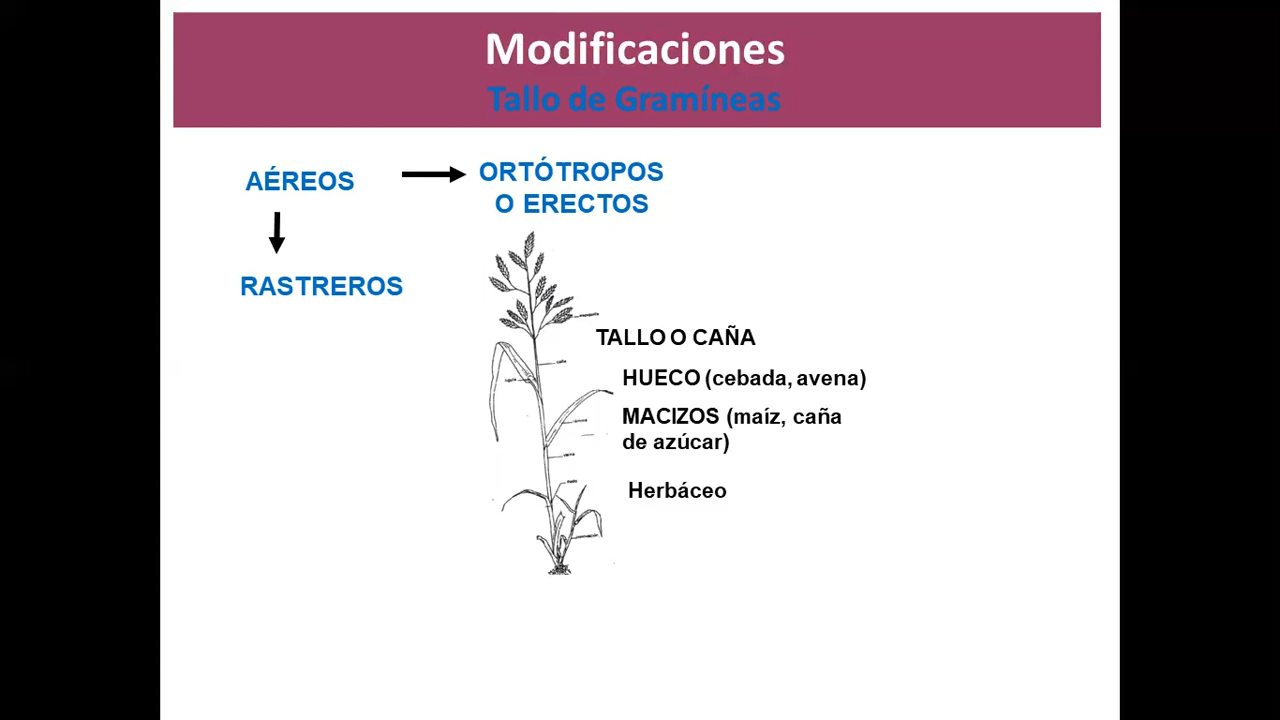 Modificaciones
Tallo de Gramíneas
AÉREOS
ORTÓTROPOS
O ERECTOS
RASTREROS
TALLO O CAÑA
HUECO (cebada, avena)
MACIZOS (maíz, caña
de azúcar)
Herbáceo